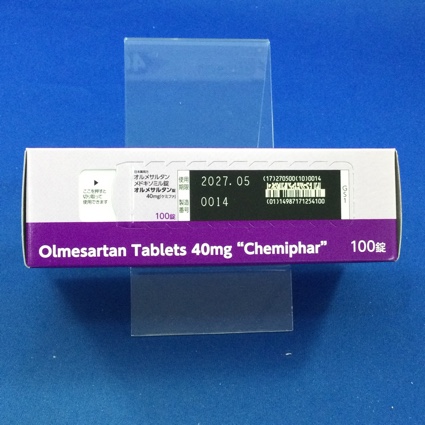 ここを押すと
切り取って
使用できます
日本薬局方
オルメサルタン
メドキソミル錠
オルメサルタン錠
40mg「ケミファ」
100錠
使用
期限
2027.05
製造
番号
0014
(17)270500(10)0014
(01)14987171254100
Olmesartan Tablets 40mg “Chemiphar”
100錠